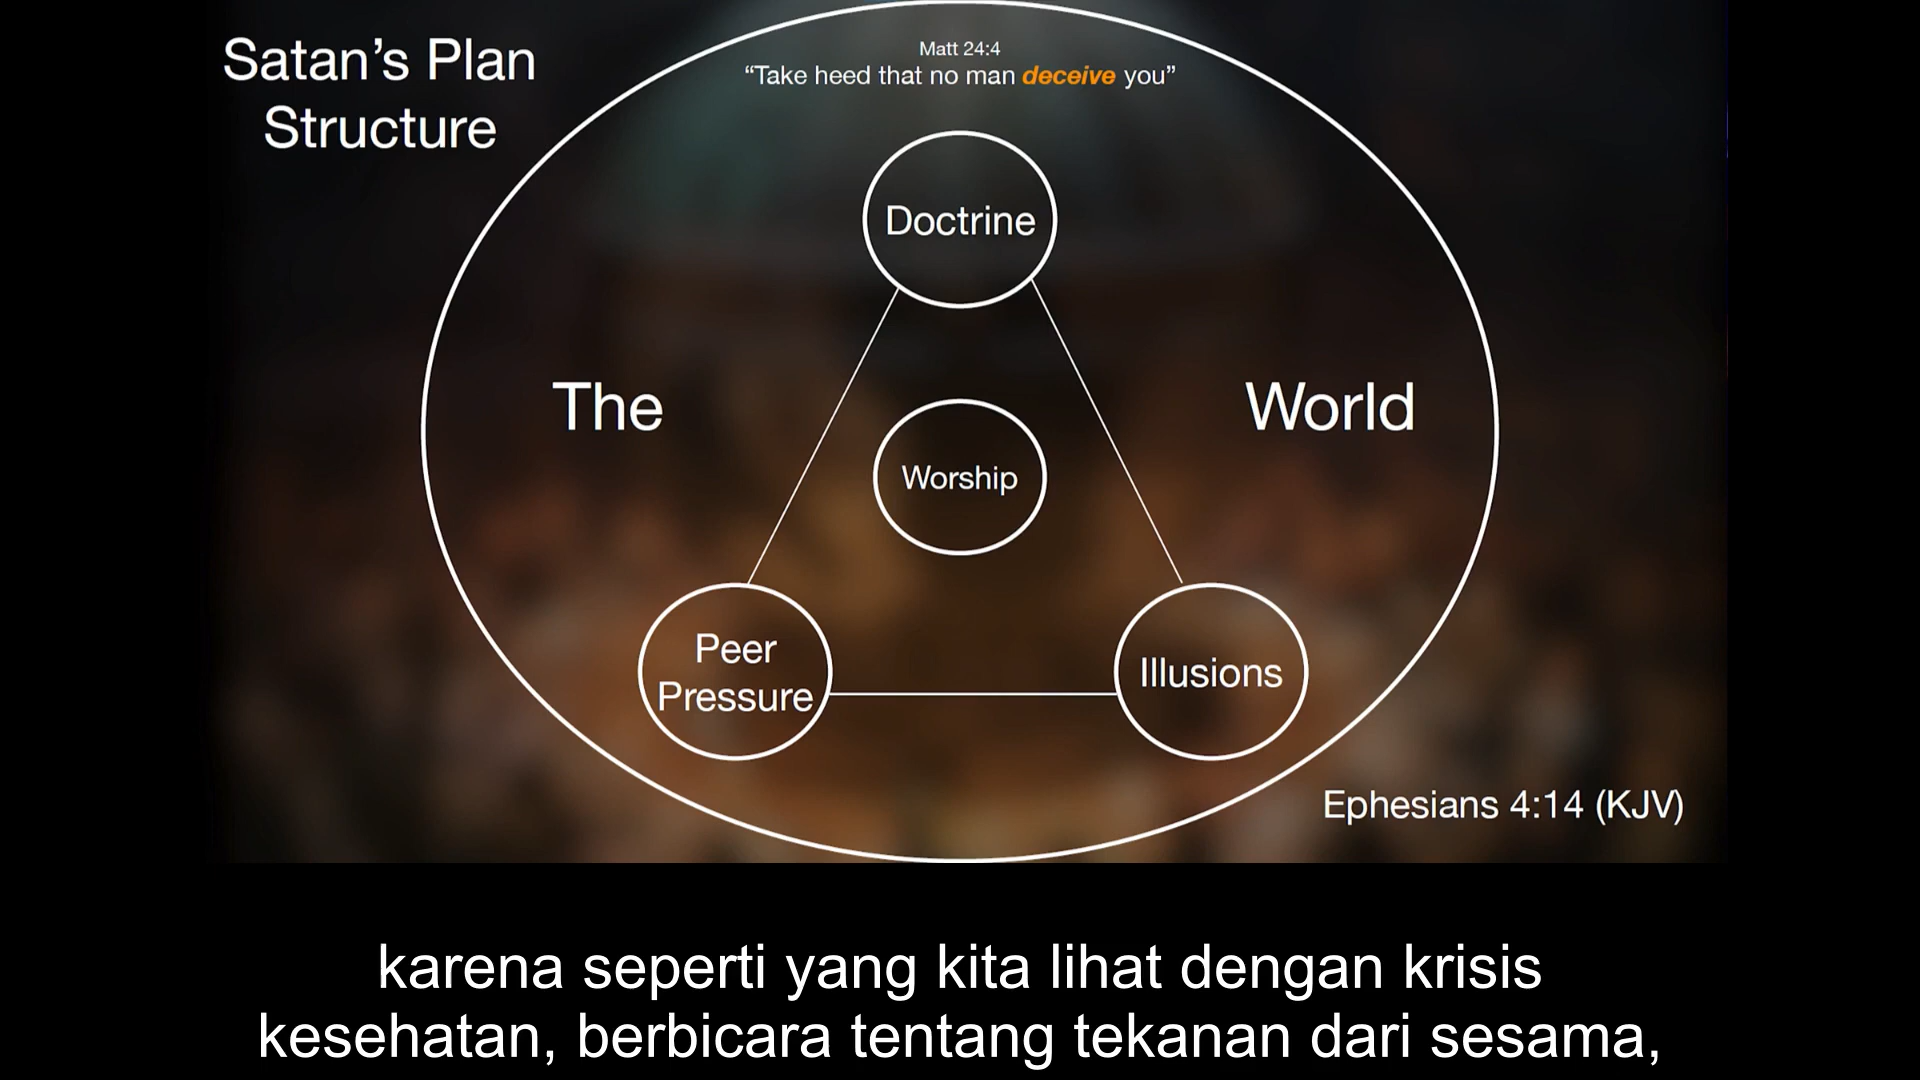 Satan’s Plan
Structure
Matt 24:4
“Take heed that no man deceive you”
Doctrine
The
World
Worship
Peer
Pressure
Illusions
Ephesians 4:14 (KJV)
karena seperti yang kita lihat dengan krisis
kesehatan, berbicara tentang tekanan dari sesama,